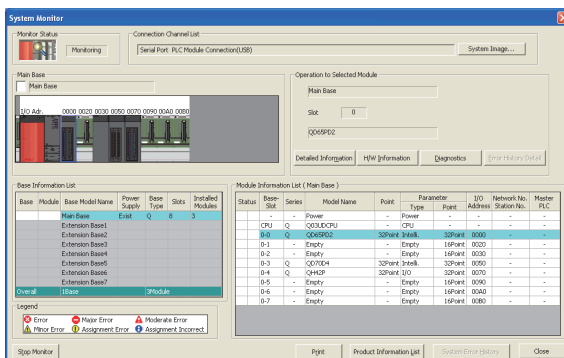 System Monitor
Monitor Status
Monitoring
Connection Channel List
Serial Port PLC Module Connection(USB)
System Image...
Main Base
Main Base
I/O Adr. 0000 0020 0030 0050 0070 0090 00A0 00B0
Operation to Selected Module
Main Base
Slot 0
QD65PD2
Detailed Information H/W Information Diagnostics Error History Detail
Base Information List
Base Module Base Model Name Power Supply Base Type Slots Installed Modules
Main Base Exist Q 8 3
Extension Base1
Extension Base2
Extension Base3
Extension Base4
Extension Base5
Extension Base6
Extension Base7
Overall 1Base 3Module
Module Information List ( Main Base )
Status Base-Slot Series Model Name Point Parameter Type Point I/O Address Network No. Station No. Master PLC
- - Power - Power - - - -
CPU Q Q03UDCPU - CPU - - - -
0-0 Q QD65PD2 32Point Intelli. 32Point 0000 - -
0-1 - Empty - Empty 16Point 0020 - -
0-2 - Empty - Empty 16Point 0030 - -
0-3 Q QD70D4 32Point Intelli. 32Point 0050 - -
0-4 Q QH42P 32Point I/O 32Point 0070 - -
0-5 - Empty - Empty 16Point 0090 - -
0-6 - Empty - Empty 16Point 00A0 - -
0-7 - Empty - Empty 16Point 00B0 - -
Legend
Error Major Error Moderate Error
Minor Error Assignment Error Assignment Incorrect
Stop Monitor Print Product Information List System Error History Close